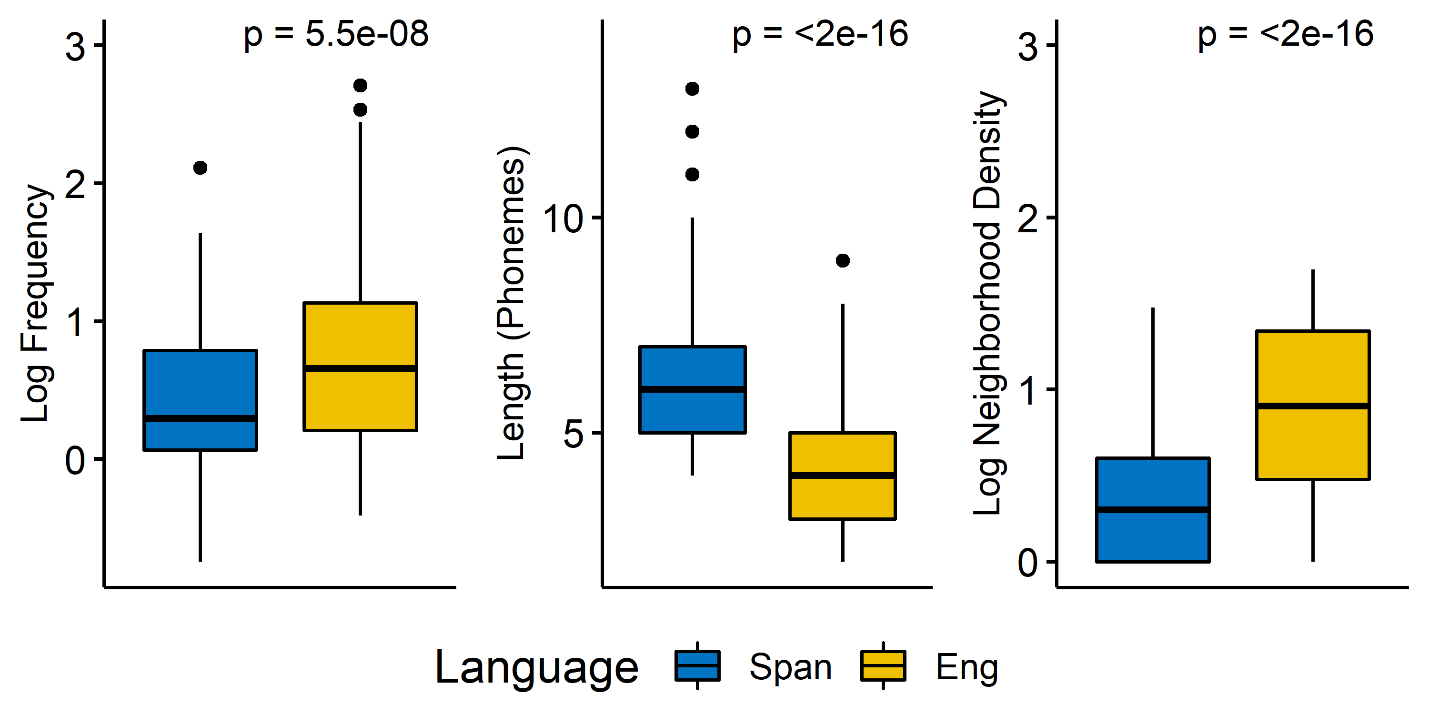 p = 5.5e-08
Log Frequency
3
2
1
0
p = <2e-16
Length (Phonemes)
10
5
p = <2e-16
Log Neighborhood Density
3
2
1
0
Language Span Eng